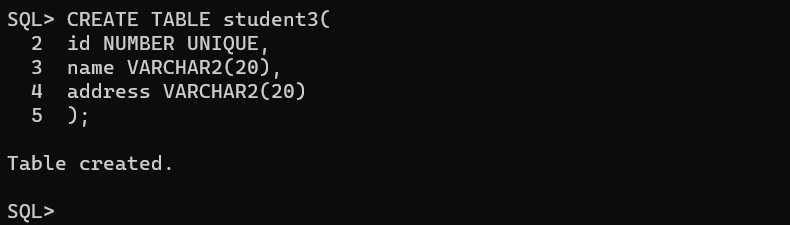 SQL> CREATE TABLE student3(
2 id NUMBER UNIQUE,
3 name VARCHAR2(20),
4 address VARCHAR2(20)
5 );
Table created.
SQL>